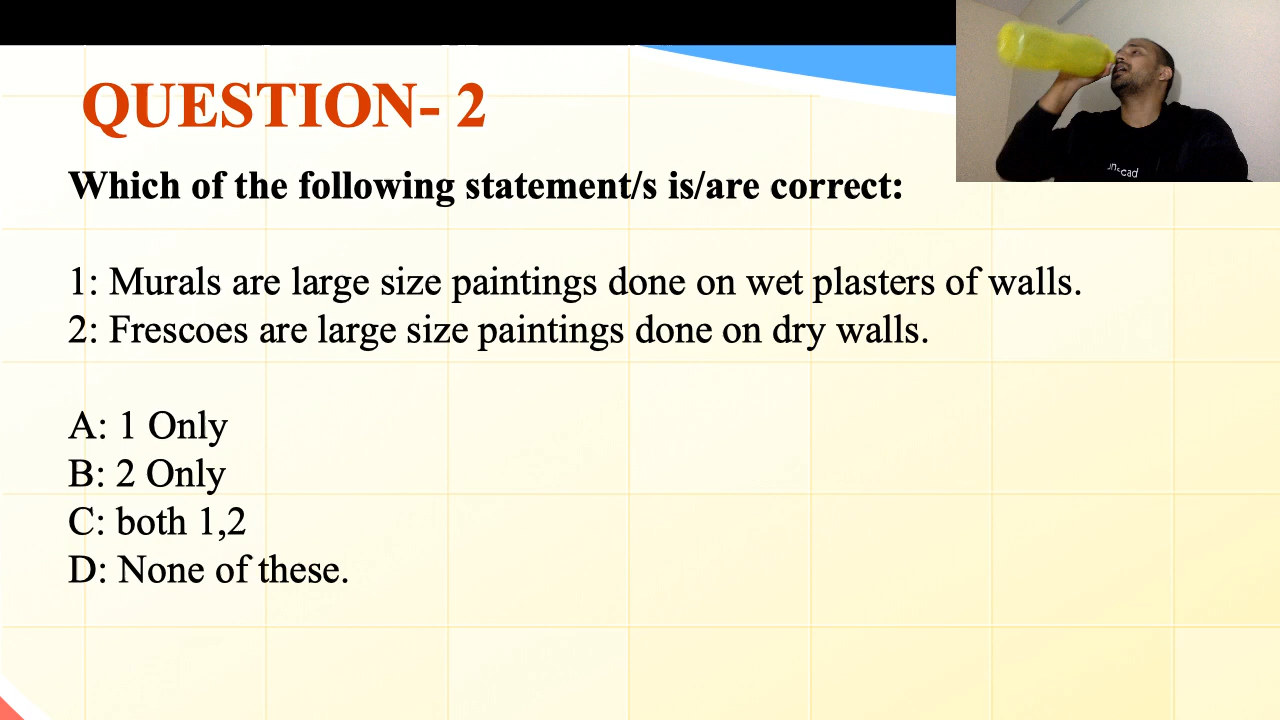 QUESTION- 2
Which of the following statement/s is/are correct:
1: Murals are large size paintings done on wet plasters of walls.
2: Frescoes are large size paintings done on dry walls.
A: 1 Only
B: 2 Only
C: both 1,2
D: None of these.